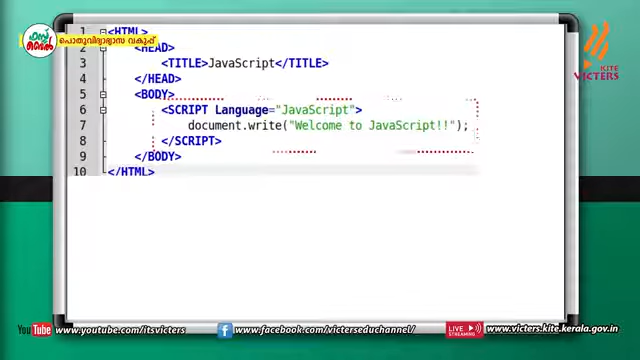 ഫസ്റ്റ് ബെൽ
പൊതുവിദ്യാഭ്യാസ വകുപ്പ്
KITE
VICTERS
1 <HTML>
2 <HEAD>
3 <TITLE>JavaScript</TITLE>
4 </HEAD>
5 <BODY>
6 <SCRIPT Language="JavaScript">
7 document.write("Welcome to JavaScript!!");
8 </SCRIPT>
9 </BODY>
10 </HTML>
YouTube www.youtube.com/itsvicters
f www.facebook.com/victerseduchannel/
LIVE STREAMING www.victers.kite.kerala.gov.in